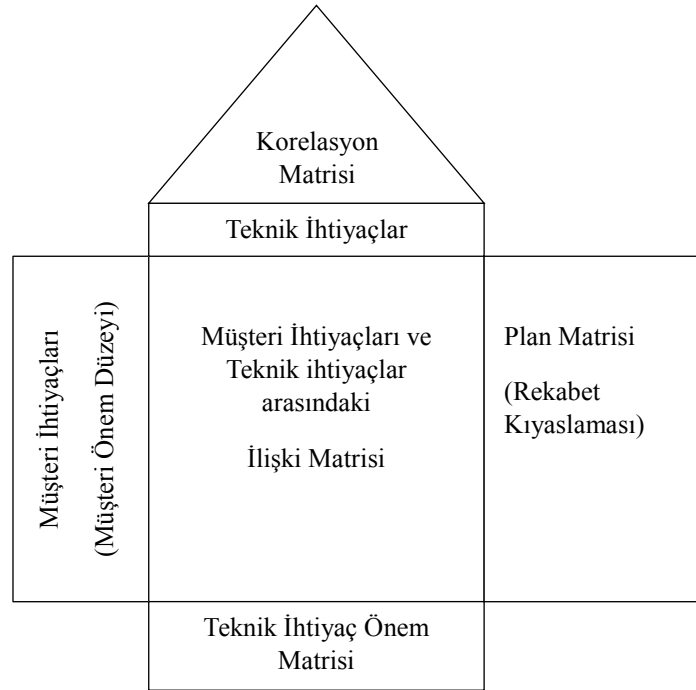 Korelasyon
Matrisi
Teknik İhtiyaçlar
Müşteri İhtiyaçları
(Müşteri Önem Düzeyi)
Müşteri İhtiyaçları ve
Teknik ihtiyaçlar
arasındaki
İlişki Matrisi
Plan Matrisi
(Rekabet
Kıyaslaması)
Teknik İhtiyaç Önem
Matrisi